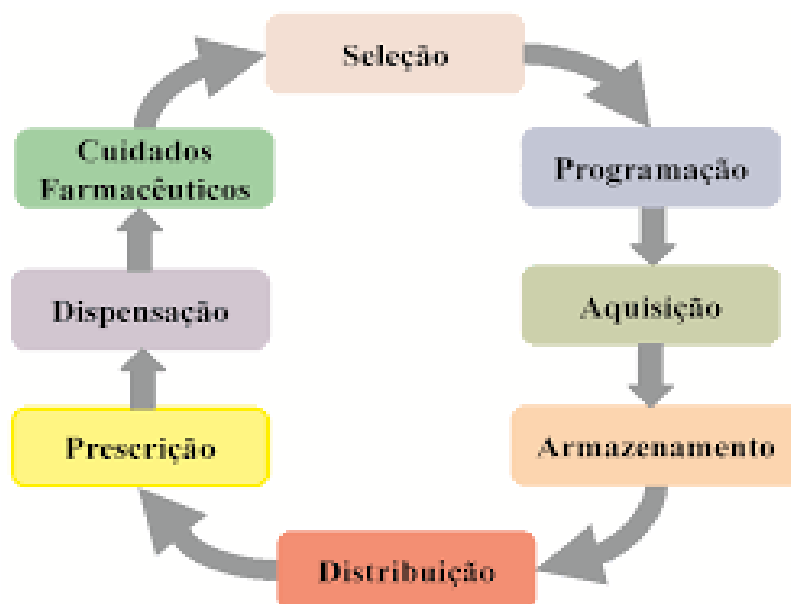 Seleção
Programação
Aquisição
Armazenamento
Distribuição
Prescrição
Dispensação
Cuidados
Farmacêuticos